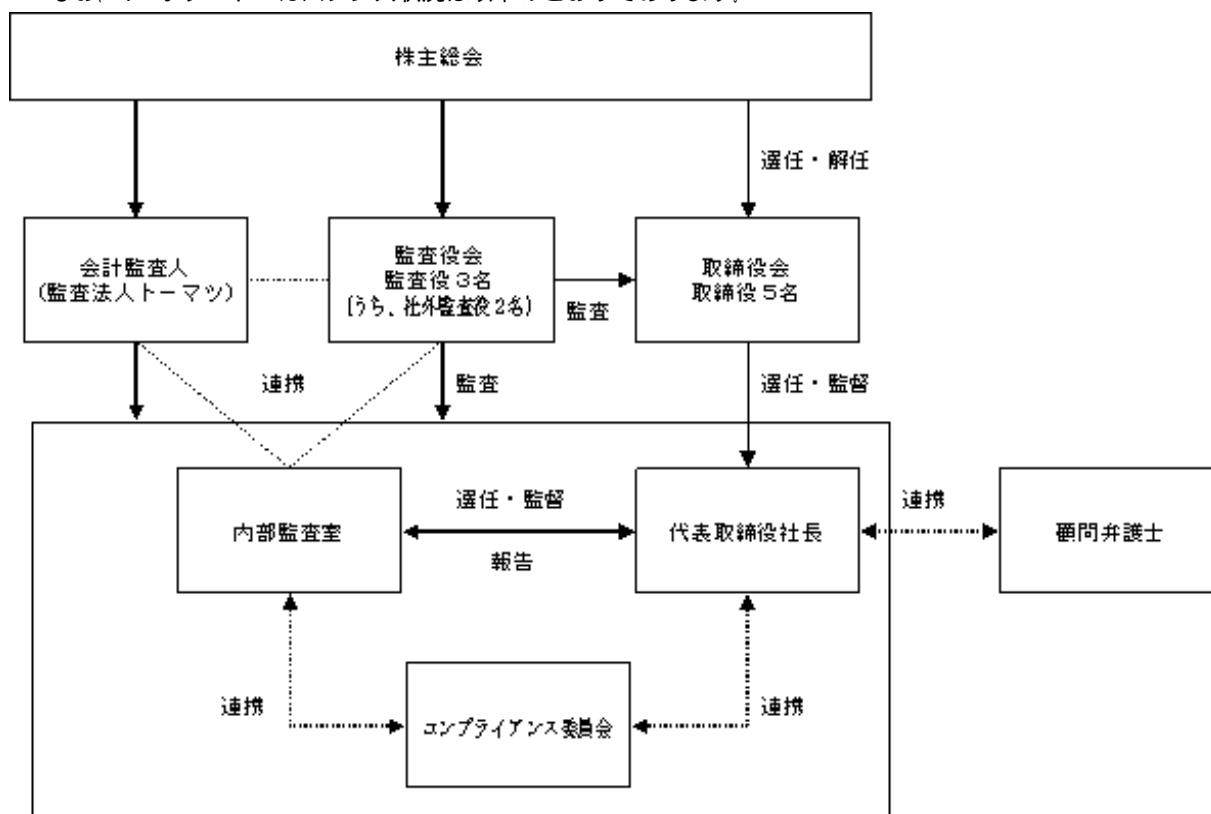 株主総会
選任・解任
会計監査人
（監査法人トーマツ）
監査役会
監査役３名
（うち、社外監査役２名）
監査
取締役会
取締役５名
連携
監査
選任・監督
内部監査室
選任・監督
報告
代表取締役社長
連携
顧問弁護士
連携
コンプライアンス委員会
連携